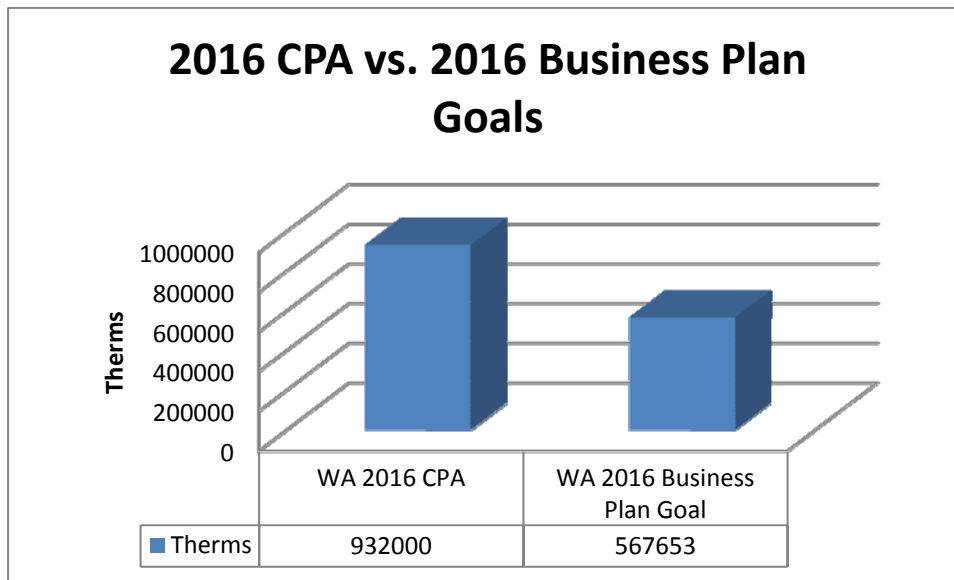 2016 CPA vs. 2016 Business Plan
Goals
1000000
800000
600000
400000
200000
0
Therms
WA 2016 CPA
WA 2016 Business
Plan Goal
Therms
932000
567653